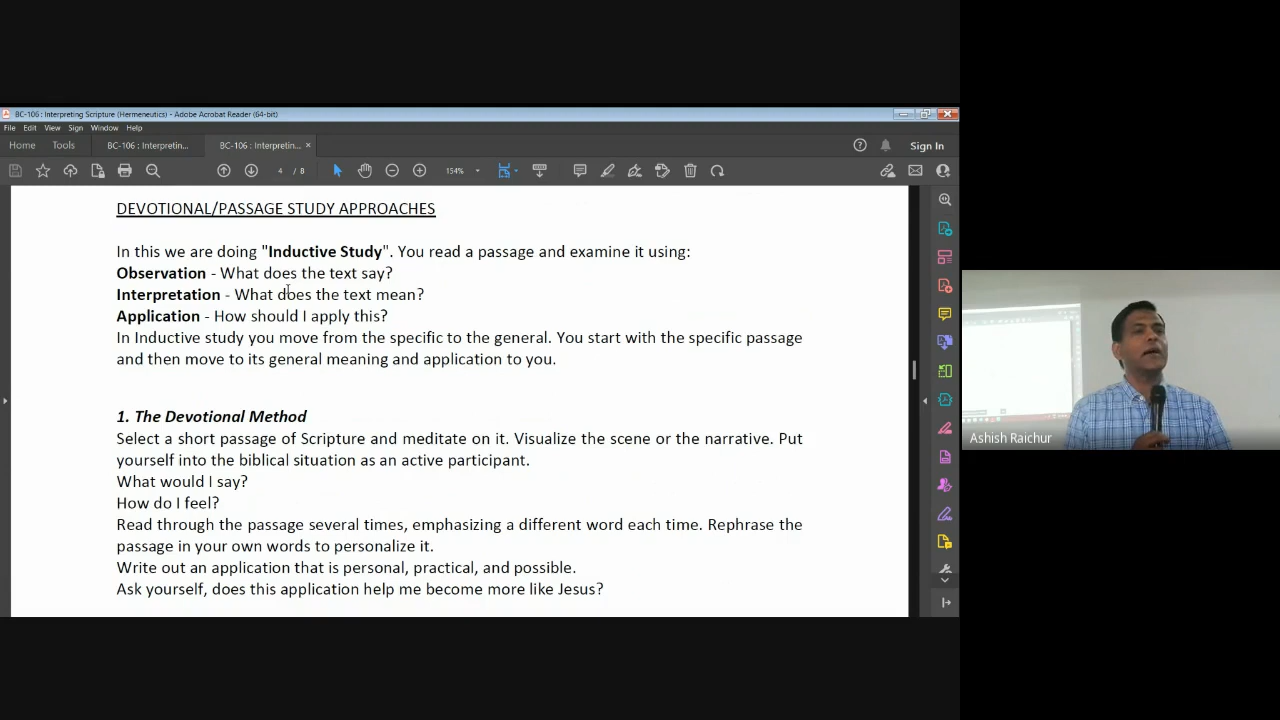 BC-106 : Interpreting Scripture (Hermeneutics) - Adobe Acrobat Reader (64-bit)
File Edit View Sign Window Help
Home Tools BC-106 : Interpretin... BC-106 : Interpretin... × Sign In
4 / 8 154%
DEVOTIONAL/PASSAGE STUDY APPROACHES
In this we are doing "Inductive Study". You read a passage and examine it using:
Observation - What does the text say?
Interpretation - What does the text mean?
Application - How should I apply this?
In Inductive study you move from the specific to the general. You start with the specific passage
and then move to its general meaning and application to you.
1. The Devotional Method
Select a short passage of Scripture and meditate on it. Visualize the scene or the narrative. Put
yourself into the biblical situation as an active participant.
What would I say?
How do I feel?
Read through the passage several times, emphasizing a different word each time. Rephrase the
passage in your own words to personalize it.
Write out an application that is personal, practical, and possible.
Ask yourself, does this application help me become more like Jesus?
Ashish Raichur